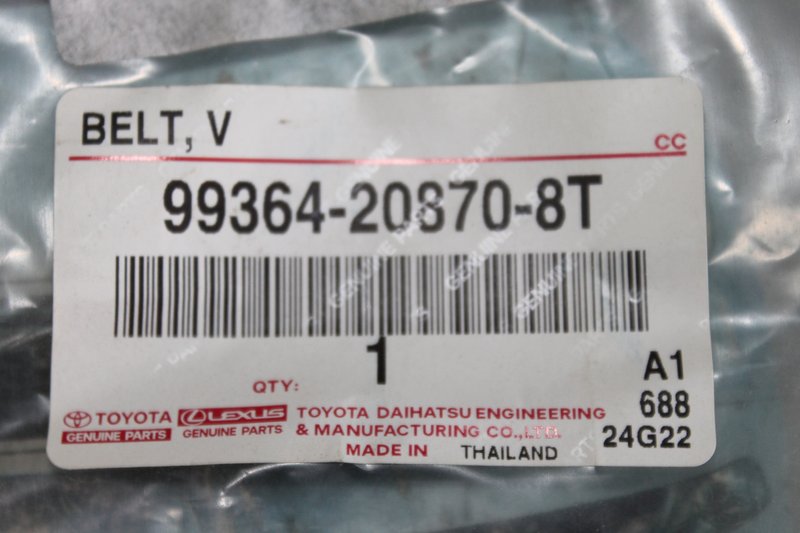 BELT, V
CC
99364-20870-8T
1
QTY:
A1
688
24G22
TOYOTA
GENUINE PARTS
LEXUS
GENUINE PARTS
TOYOTA DAIHATSU ENGINEERING
& MANUFACTURING CO.,LTD.
MADE IN THAILAND